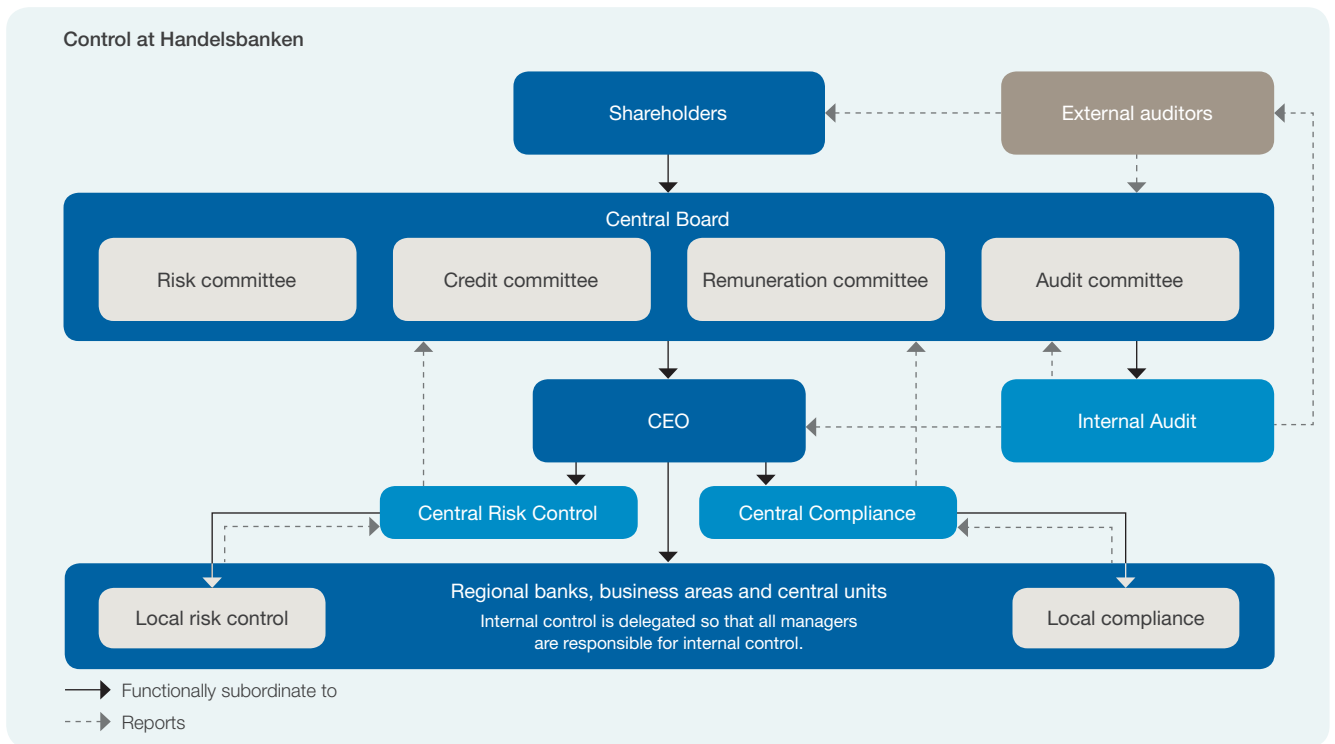 Control at Handelsbanken
Shareholders
External auditors
Central Board
Risk committee
Credit committee
Remuneration committee
Audit committee
CEO
Internal Audit
Central Risk Control
Central Compliance
Regional banks, business areas and central units
Internal control is delegated so that all managers
are responsible for internal control.
Local risk control
Local compliance
Functionally subordinate to
Reports